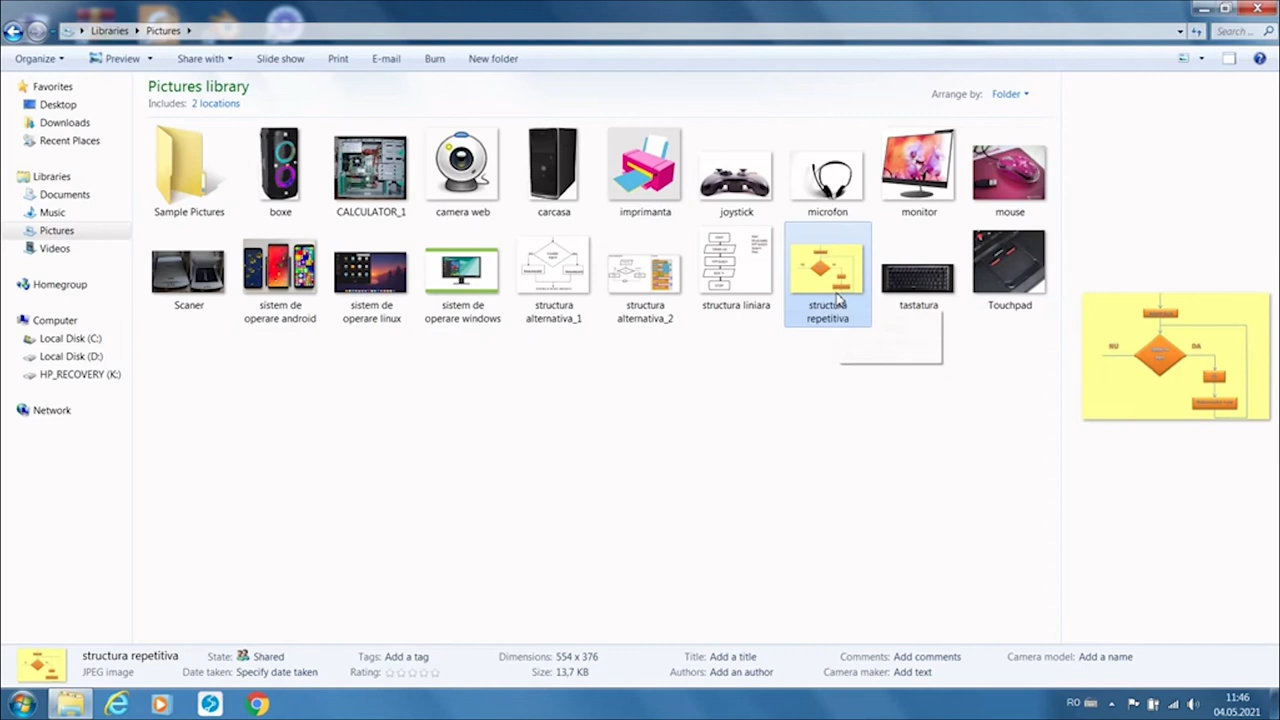 Libraries
Pictures
Search ...
Organize
Preview
Share with
Slide show
Print
E-mail
Burn
New folder
Favorites
Desktop
Downloads
Recent Places
Libraries
Documents
Music
Pictures
Videos
Homegroup
Computer
Local Disk (C:)
Local Disk (D:)
HP_RECOVERY (K:)
Network
Pictures library
Includes: 2 locations
Arrange by: Folder
Sample Pictures
boxe
CALCULATOR_1
camera web
carcasa
imprimanta
joystick
microfon
monitor
mouse
Scaner
sistem de
operare android
sistem de
operare linux
sistem de
operare windows
structura
alternativa_1
structura
alternativa_2
structura liniara
structura
repetitiva
tastatura
Touchpad
NU
DA
structura repetitiva
JPEG image
State: Shared
Date taken: Specify date taken
Tags: Add a tag
Rating:
Dimensions: 554 x 376
Size: 13,7 KB
Title: Add a title
Authors: Add an author
Comments: Add comments
Camera maker: Add text
Camera model: Add a name
RO
11:46
04.05.2021